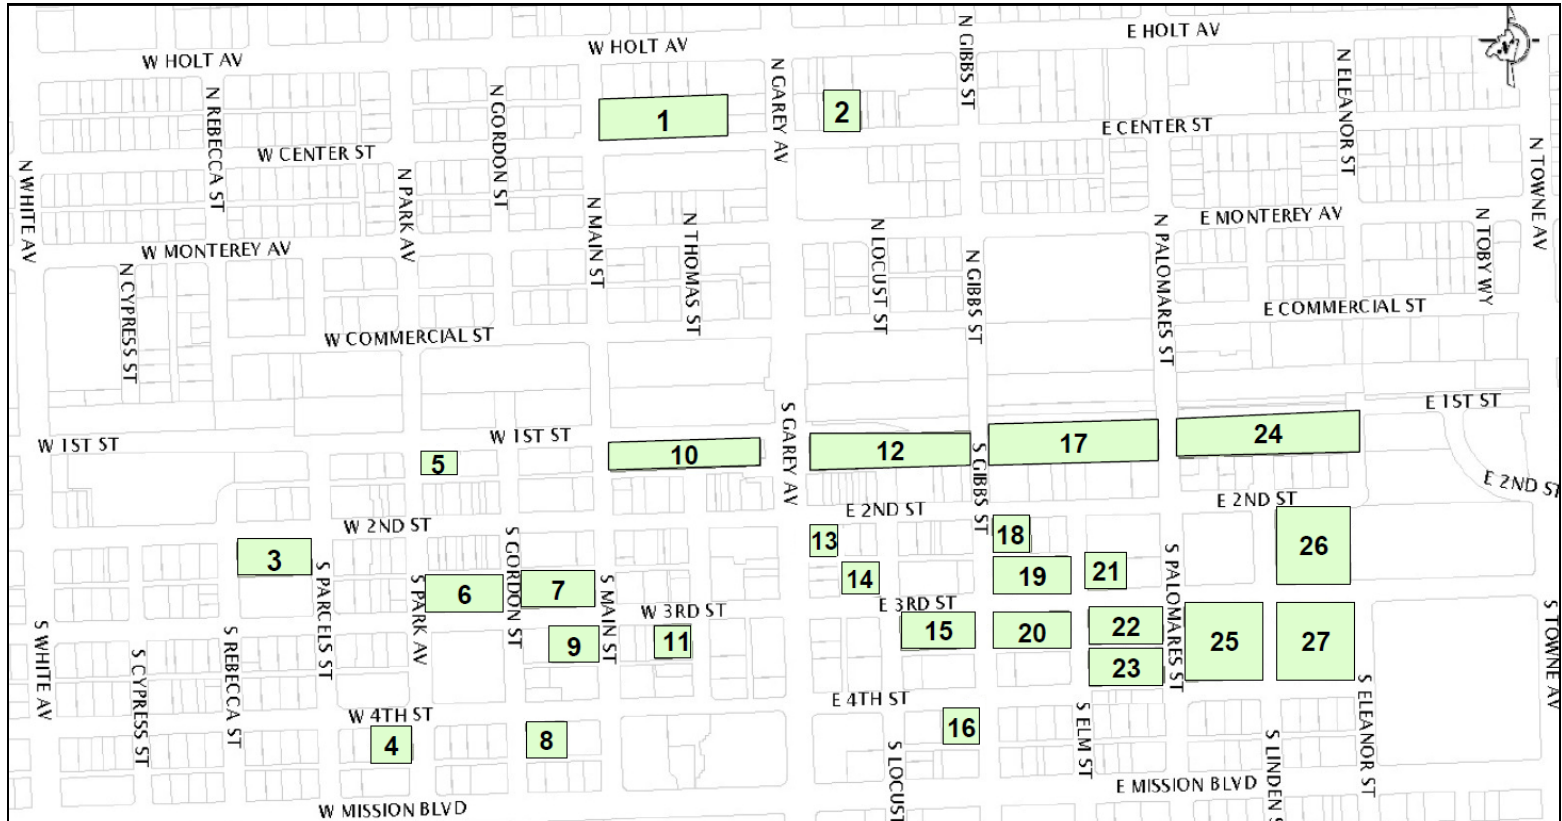 E HOLT AV
W HOLT AV
W HOLT AV
N GIBBS ST
N GAREY AV
N ELEANOR ST
N REBECCA ST
N GORDON ST
1
2
E CENTER ST
W CENTER ST
N TOWNE AV
N WHITE AV
N PARK AV
N MAIN ST
N THOMAS ST
N LOCUST ST
N PALOMARES ST
E MONTEREY AV
N TOBY WY
W MONTEREY AV
N CYPRESS ST
N GIBBS ST
E COMMERCIAL ST
W COMMERCIAL ST
E 1ST ST
S GAREY AV
W 1ST ST
W 1ST ST
5
10
12
S GIBBS ST
17
24
E 2ND ST
E 2ND ST
E 2ND ST
W 2ND ST
S GORDON ST
13
18
26
3
S PARCELS ST
S PARK AV
6
7
S MAIN ST
14
19
21
S PALOMARES ST
W 3RD ST
E 3RD ST
S TOWNE AV
S WHITE AV
S CYPRESS ST
S REBECCA ST
9
11
15
20
22
25
27
23
E 4TH ST
W 4TH ST
4
8
16
S LOCUST
S ELM ST
S LINDEN S
S ELEANOR ST
E MISSION BLVD
W MISSION BLVD